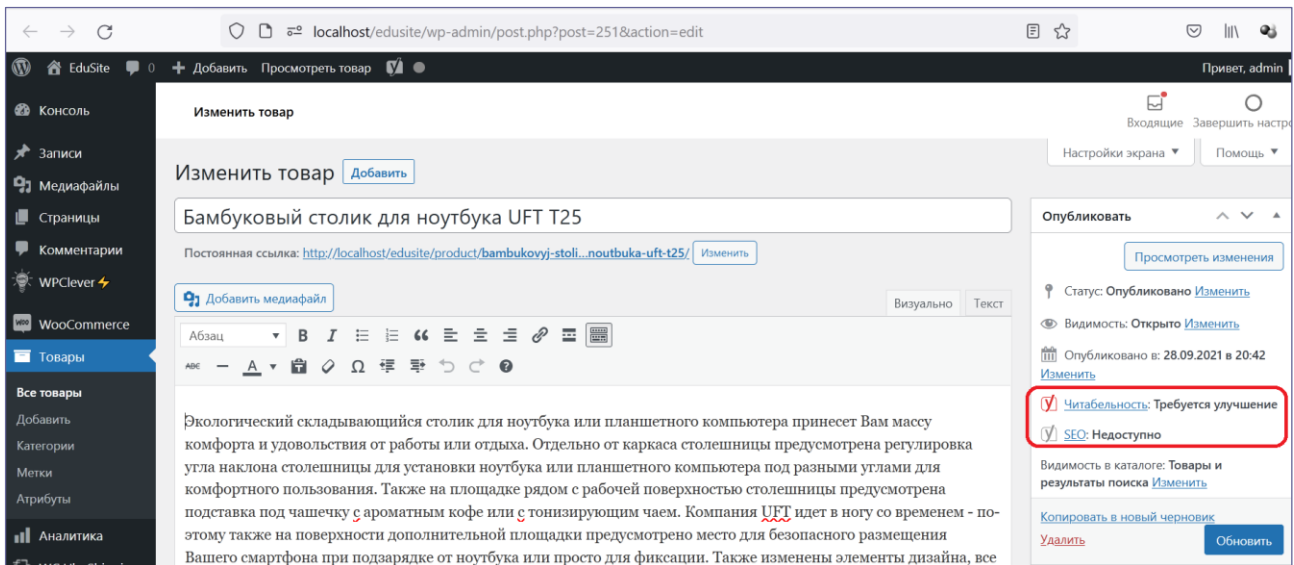 localhost/edusite/wp-admin/post.php?post=251&action=edit
EduSite 0 Добавить Просмотреть товар Привет, admin
Консоль
Записи
Медиафайлы
Страницы
Комментарии
WPClever
WooCommerce
Товары
Все товары
Добавить
Категории
Метки
Атрибуты
Аналитика
Изменить товар
Входящие Завершить настро
Настройки экрана Помощь
Изменить товар Добавить
Бамбуковый столик для ноутбука UFT T25
Постоянная ссылка: http://localhost/edusite/product/bambukovyj-stoli...noutbuka-uft-t25/ Изменить
Добавить медиафайл
Визуально Текст
Абзац
Экологический складывающийся столик для ноутбука или планшетного компьютера принесет Вам массу
комфорта и удовольствия от работы или отдыха. Отдельно от каркаса столешницы предусмотрена регулировка
угла наклона столешницы для установки ноутбука или планшетного компьютера под разными углами для
комфортного пользования. Также на площадке рядом с рабочей поверхностью столешницы предусмотрена
подставка под чашечку с ароматным кофе или с тонизирующим чаем. Компания UFT идет в ногу со временем - по-
этому также на поверхности дополнительной площадки предусмотрено место для безопасного размещения
Вашего смартфона при подзарядке от ноутбука или просто для фиксации. Также изменены элементы дизайна, все
Опубликовать
Просмотреть изменения
Статус: Опубликовано Изменить
Видимость: Открыто Изменить
Опубликовано в: 28.09.2021 в 20:42
Изменить
Читабельность: Требуется улучшение
SEO: Недоступно
Видимость в каталоге: Товары и
результаты поиска Изменить
Копировать в новый черновик
Удалить Обновить